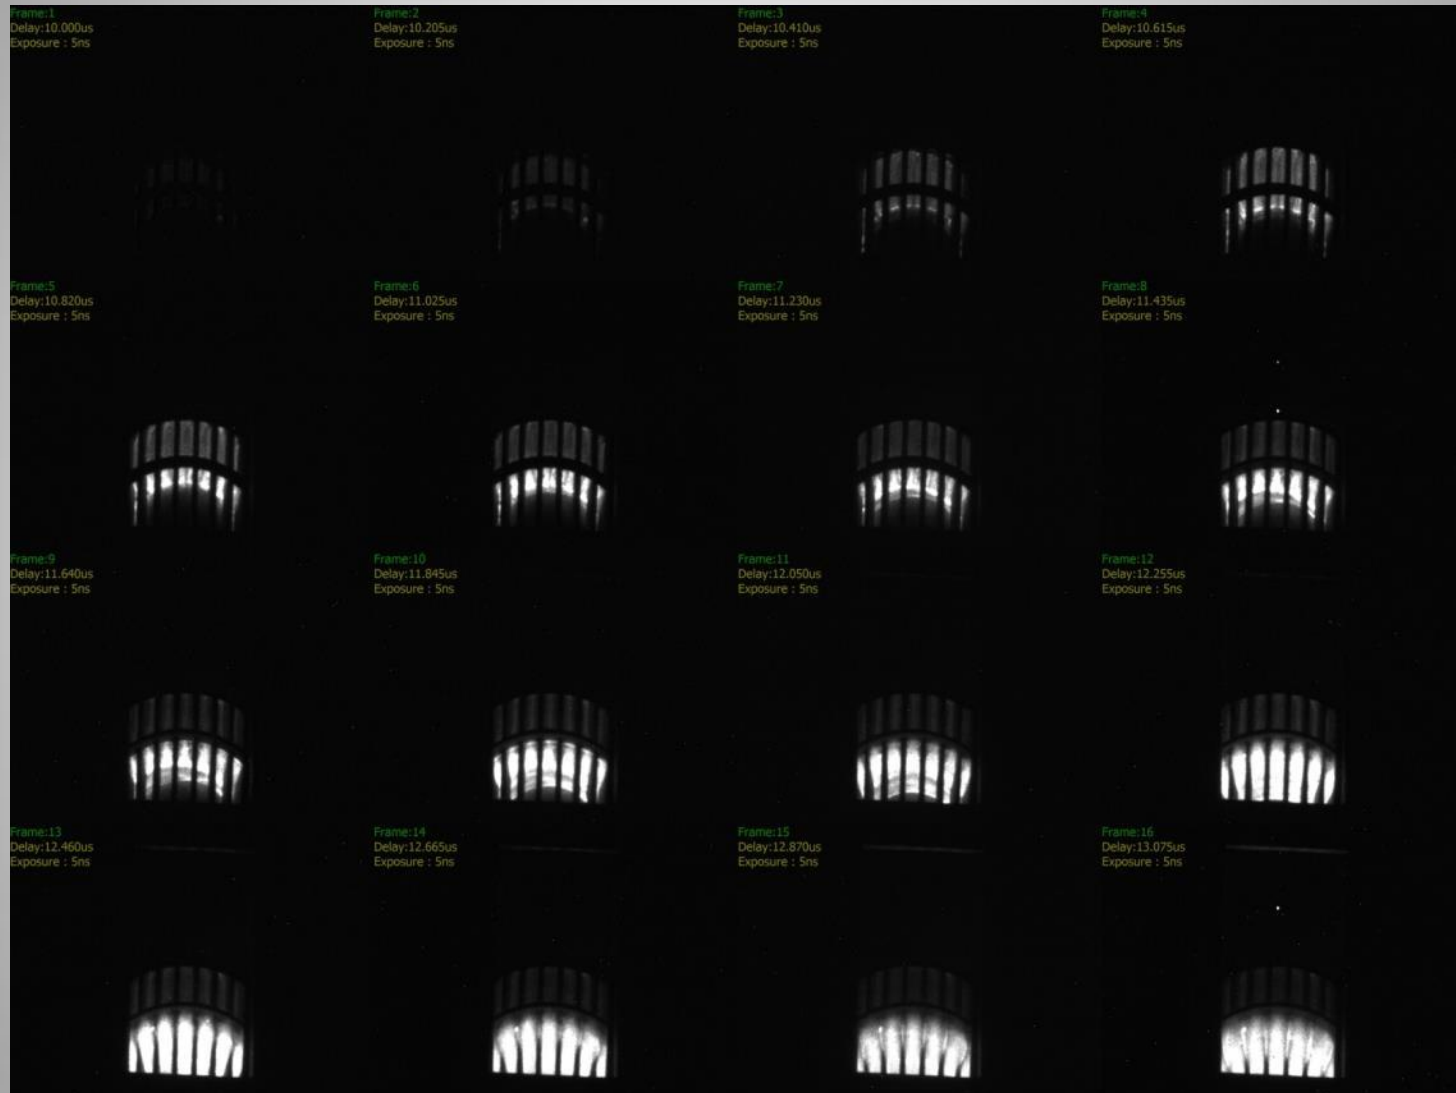 Frame:1
Delay:10.000us
Exposure : 5ns
Frame:2
Delay:10.205us
Exposure : 5ns
Frame:3
Delay:10.410us
Exposure : 5ns
Frame:4
Delay:10.615us
Exposure : 5ns
Frame:5
Delay:10.820us
Exposure : 5ns
Frame:6
Delay:11.025us
Exposure : 5ns
Frame:7
Delay:11.230us
Exposure : 5ns
Frame:8
Delay:11.435us
Exposure : 5ns
Frame:9
Delay:11.640us
Exposure : 5ns
Frame:10
Delay:11.845us
Exposure : 5ns
Frame:11
Delay:12.050us
Exposure : 5ns
Frame:12
Delay:12.255us
Exposure : 5ns
Frame:13
Delay:12.460us
Exposure : 5ns
Frame:14
Delay:12.665us
Exposure : 5ns
Frame:15
Delay:12.870us
Exposure : 5ns
Frame:16
Delay:13.075us
Exposure : 5ns